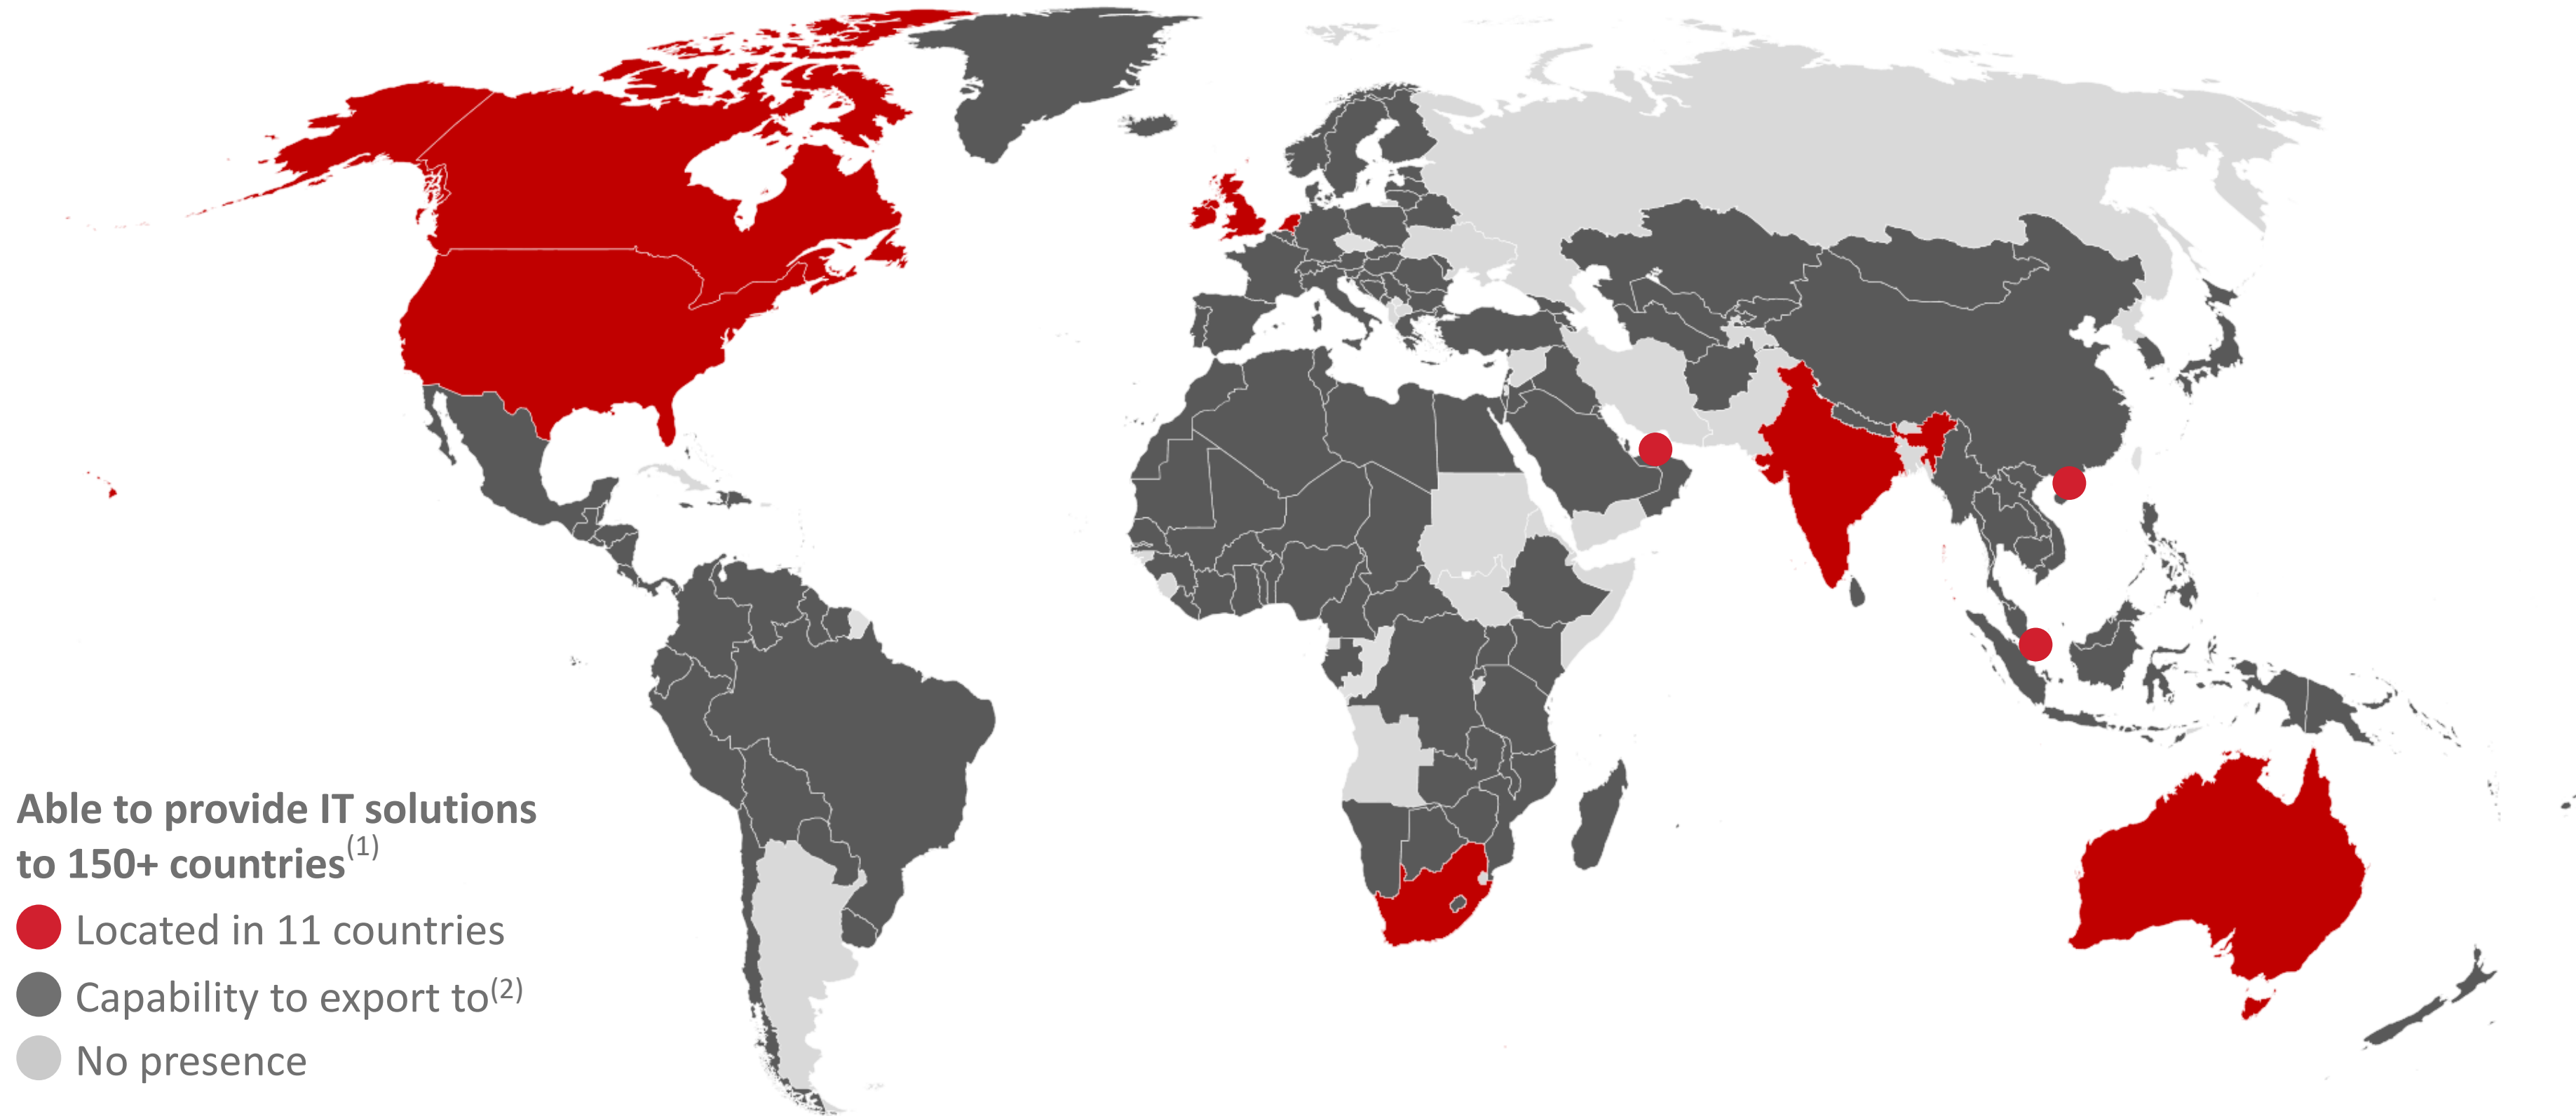 Able to provide IT solutions
to 150+ countries(1)
Located in 11 countries
Capability to export to(2)
No presence